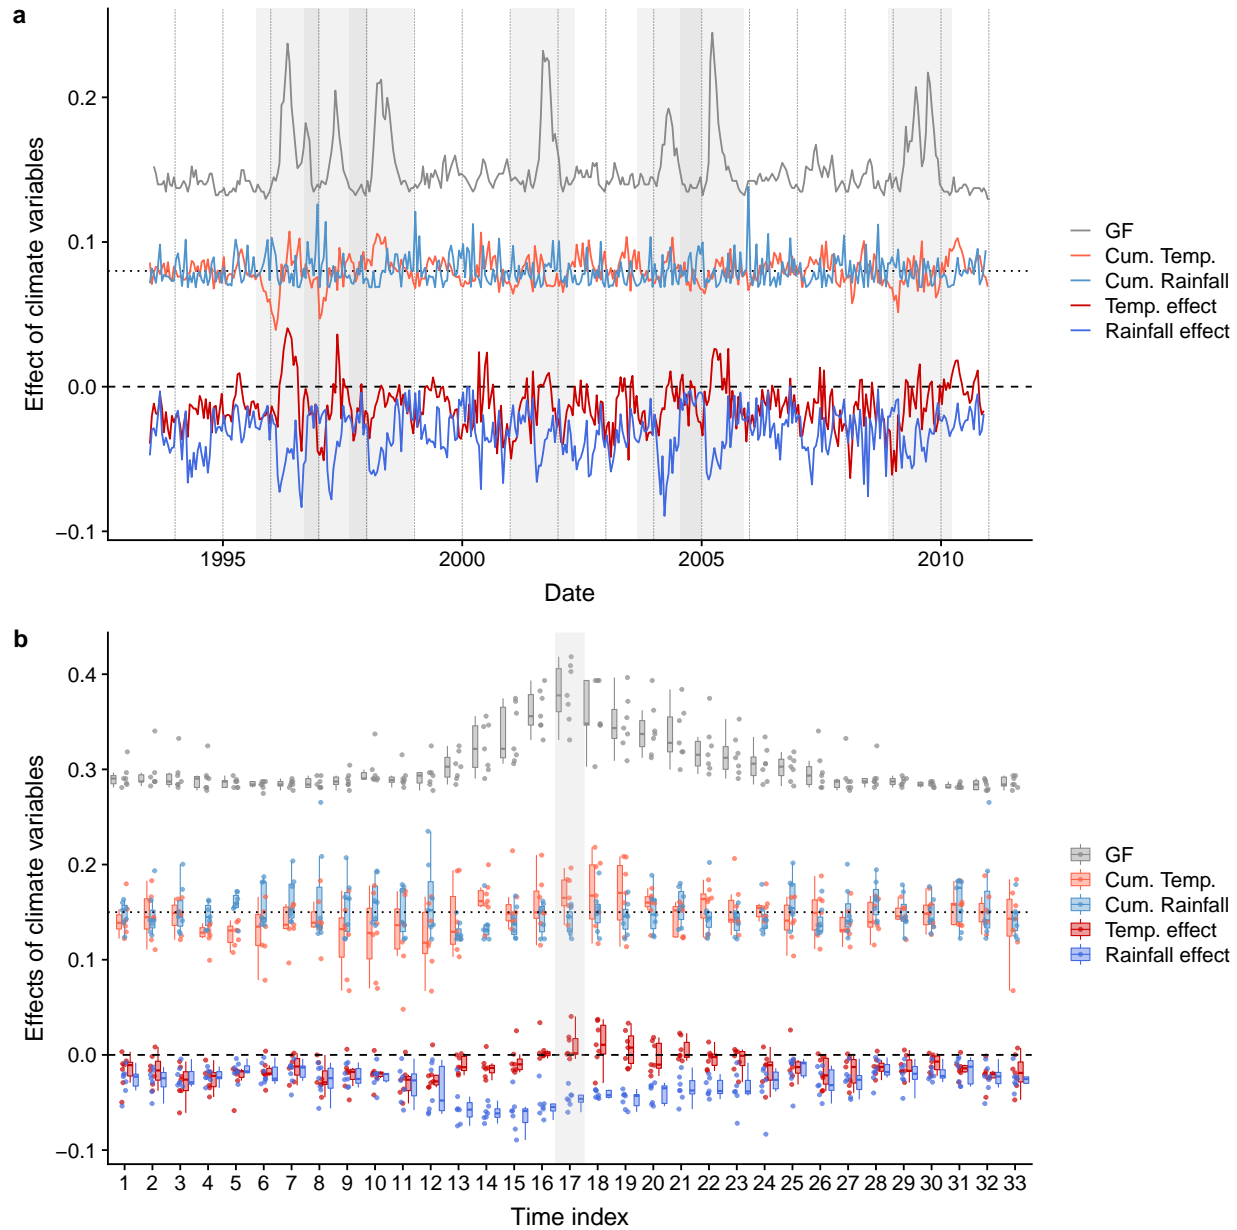 a
Effect of climate variables
0.2
0.1
0.0
−0.1
1995 2000 2005 2010
Date
GF
Cum. Temp.
Cum. Rainfall
Temp. effect
Rainfall effect
b
Effects of climate variables
0.4
0.3
0.2
0.1
0.0
−0.1
1 2 3 4 5 6 7 8 9 10 11 12 13 14 15 16 17 18 19 20 21 22 23 24 25 26 27 28 29 30 31 32 33
Time index
GF
Cum. Temp.
Cum. Rainfall
Temp. effect
Rainfall effect